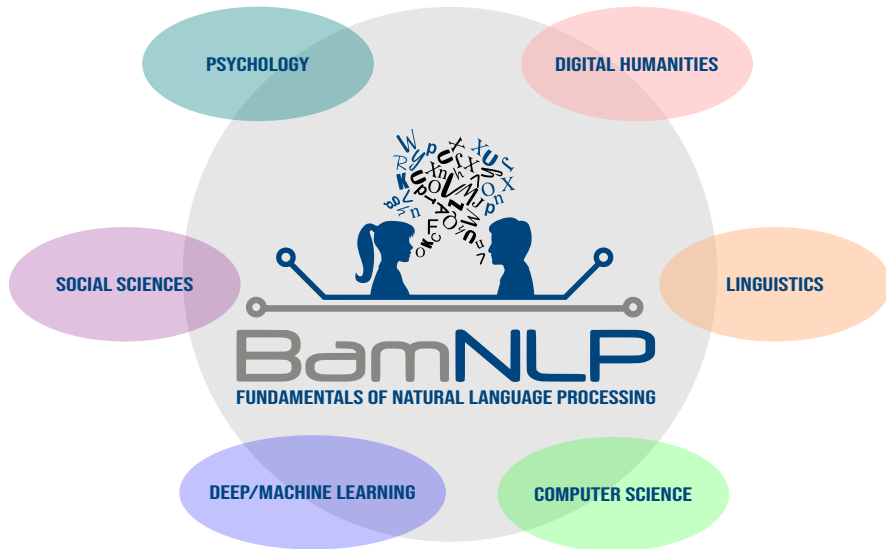 PSYCHOLOGY
DIGITAL HUMANITIES
SOCIAL SCIENCES
LINGUISTICS
BamNLP
FUNDAMENTALS OF NATURAL LANGUAGE PROCESSING
DEEP/MACHINE LEARNING
COMPUTER SCIENCE